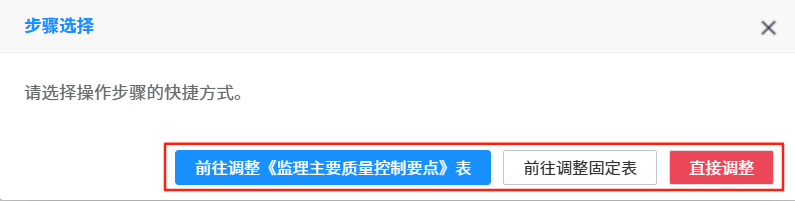 步骤选择
请选择操作步骤的快捷方式。
前往调整《监理主要质量控制要点》表 前往调整固定表 直接调整